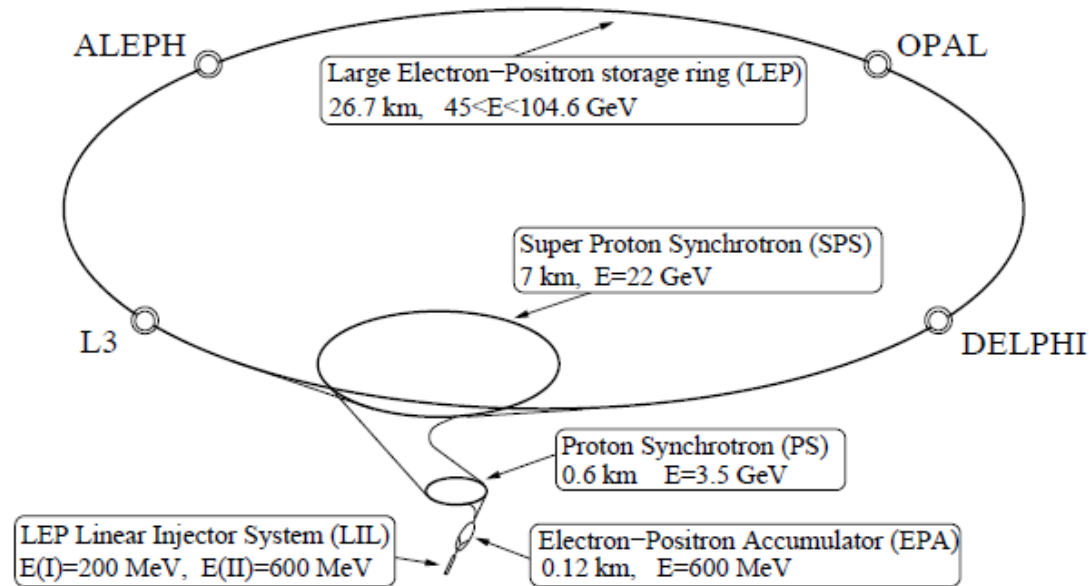 ALEPH
OPAL
Large Electron−Positron storage ring (LEP)
26.7 km, 45<E<104.6 GeV
Super Proton Synchrotron (SPS)
7 km, E=22 GeV
L3
DELPHI
Proton Synchrotron (PS)
0.6 km E=3.5 GeV
LEP Linear Injector System (LIL)
E(I)=200 MeV, E(II)=600 MeV
Electron−Positron Accumulator (EPA)
0.12 km, E=600 MeV